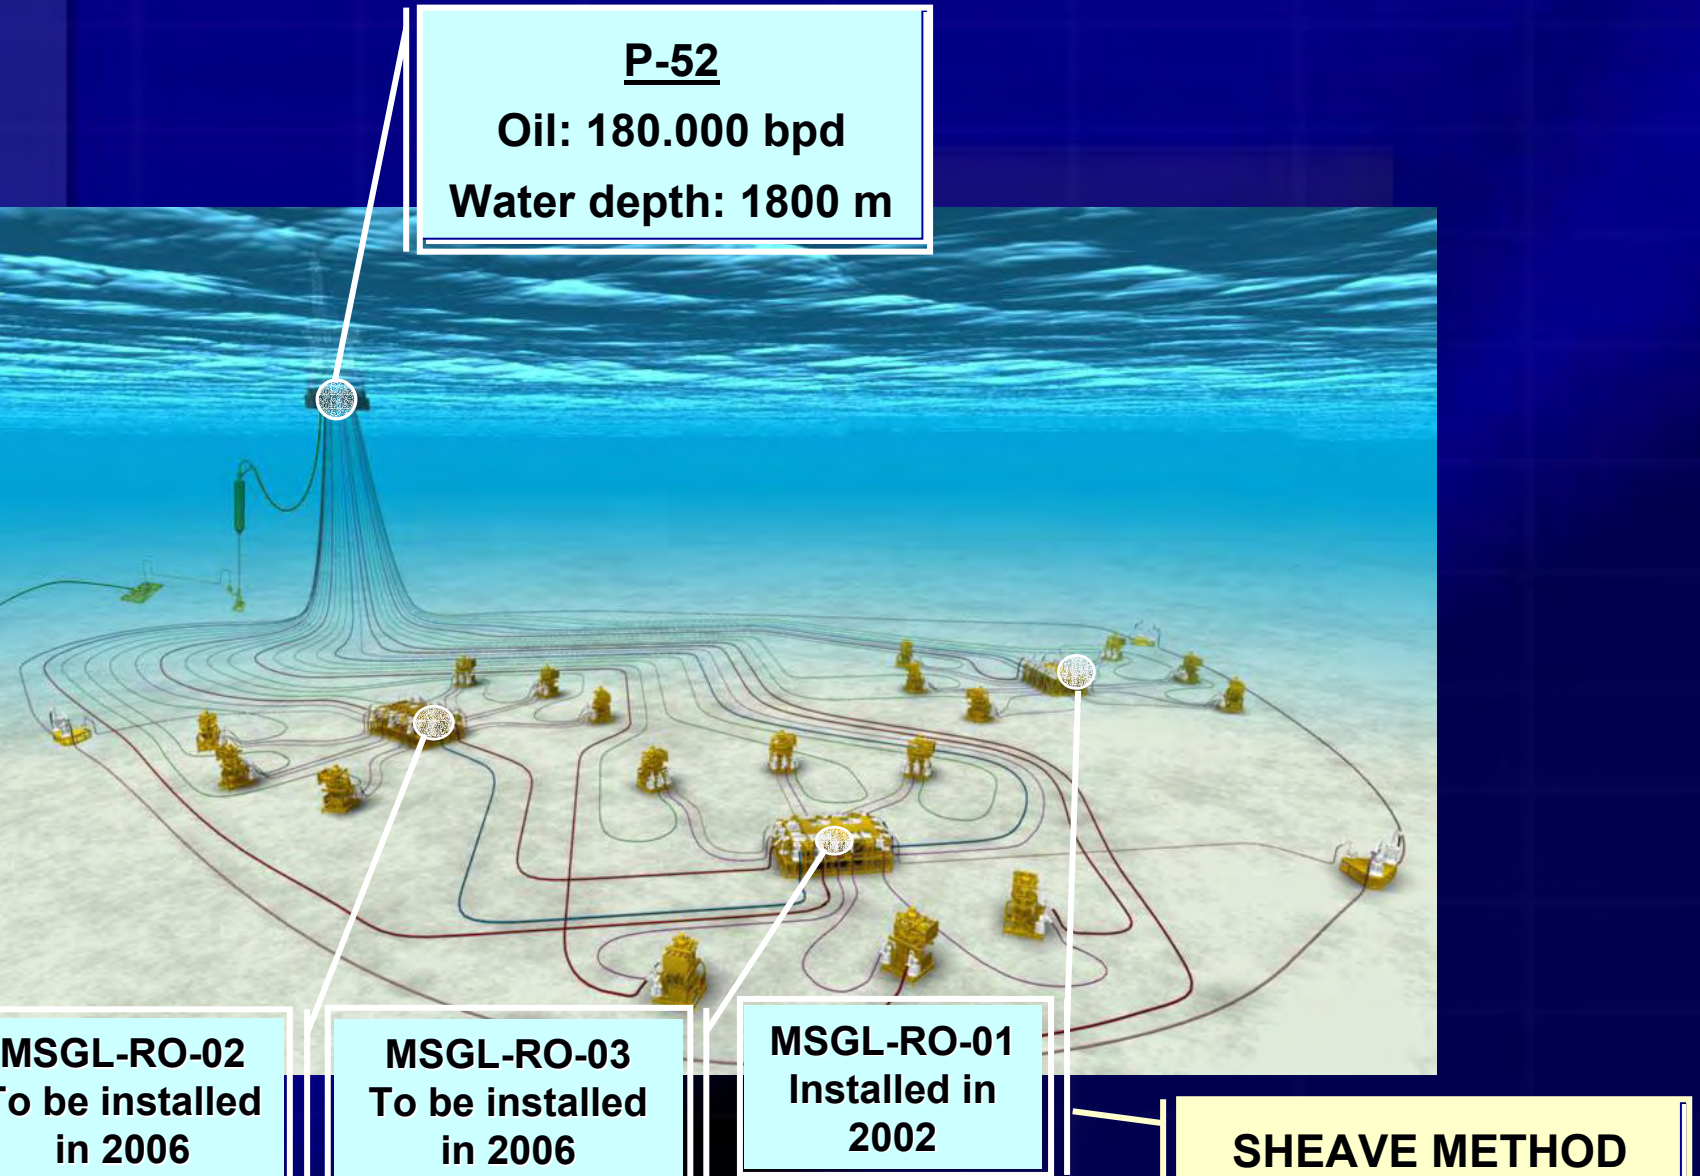 P-52
Oil: 180.000 bpd
Water depth: 1800 m
MSGL-RO-02
To be installed
in 2006
MSGL-RO-03
To be installed
in 2006
MSGL-RO-01
Installed in
2002
SHEAVE METHOD